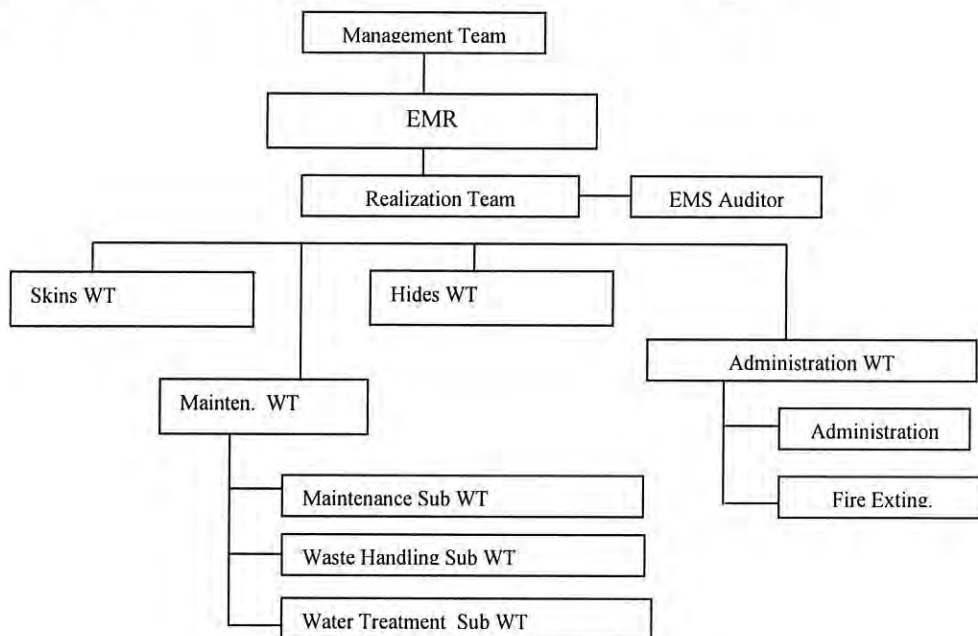 Management Team
EMR
Realization Team
EMS Auditor
Skins WT
Hides WT
Administration WT
Mainten. WT
Administration
Maintenance Sub WT
Fire Exting.
Waste Handling Sub WT
Water Treatment Sub WT